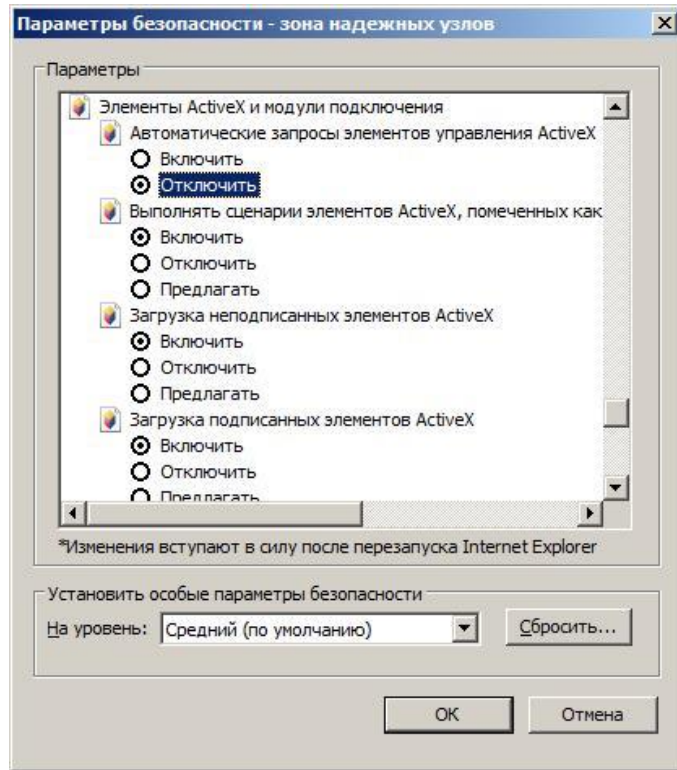 Параметры безопасности - зона надежных узлов
Параметры
Элементы ActiveX и модули подключения
Автоматические запросы элементов управления ActiveX
Включить
Отключить
Выполнять сценарии элементов ActiveX, помеченных как
Включить
Отключить
Предлагать
Загрузка неподписанных элементов ActiveX
Включить
Отключить
Предлагать
Загрузка подписанных элементов ActiveX
Включить
Отключить
Предлагать
*Изменения вступают в силу после перезапуска Internet Explorer
Установить особые параметры безопасности
На уровень: Средний (по умолчанию) Сбросить...
ОК Отмена